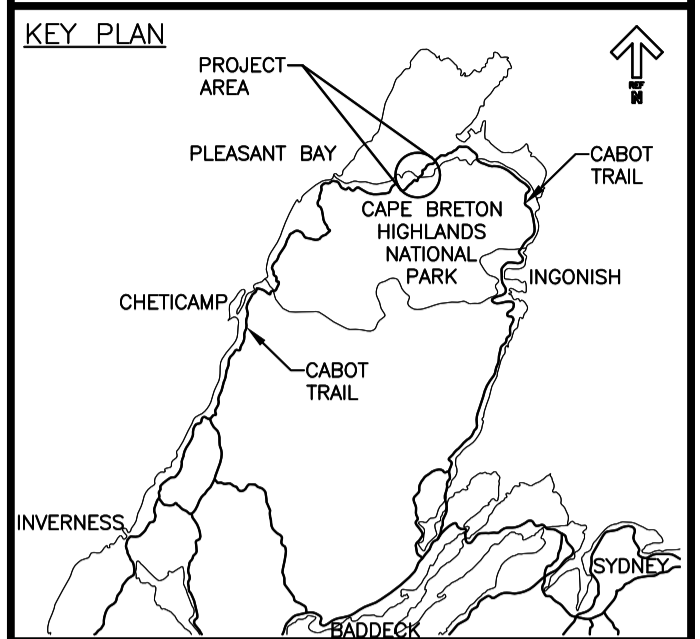 KEY PLAN
PROJECT
AREA
REF
N
PLEASANT BAY
CABOT
TRAIL
CAPE BRETON
HIGHLANDS
NATIONAL
PARK
INGONISH
CHETICAMP
CABOT
TRAIL
INVERNESS
SYDNEY
BADDECK